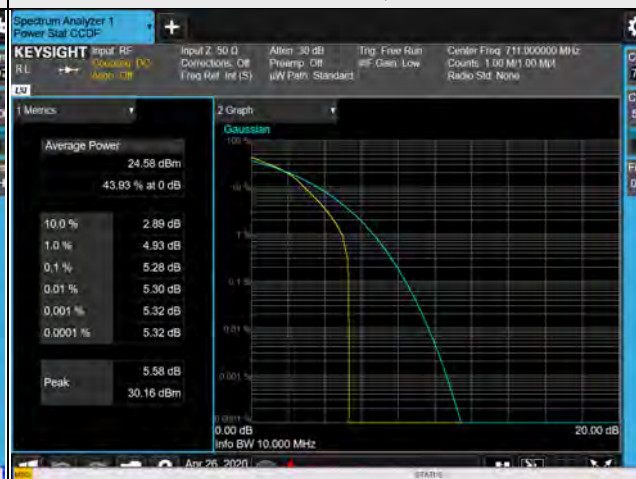 Spectrum Analyzer 1
Power Stat CCDF
+
KEYSIGHT
RL
Input: RF
Coupling: DC
Align: Off
Input Z: 50 Ω
Corrections: Off
Freq Ref: Int (S)
Atten: 30 dB
Preamp: Off
µW Path: Standard
Trig: Free Run
#IF Gain: Low
Center Freq: 711.000000 MHz
Counts: 1.00 M/1.00 Mpt
Radio Std: None
1 Metrics
Average Power
24.58 dBm
43.93 % at 0 dB
10.0 % 2.89 dB
1.0 % 4.93 dB
0.1 % 5.28 dB
0.01 % 5.30 dB
0.001 % 5.32 dB
0.0001 % 5.32 dB
Peak
5.58 dB
30.16 dBm
2 Graph
Gaussian
100 %
10 %
1 %
0.1 %
0.01 %
0.001 %
0.0001 %
0.00 dB 20.00 dB
Info BW 10.000 MHz
Apr 26, 2020
MSG STATUS